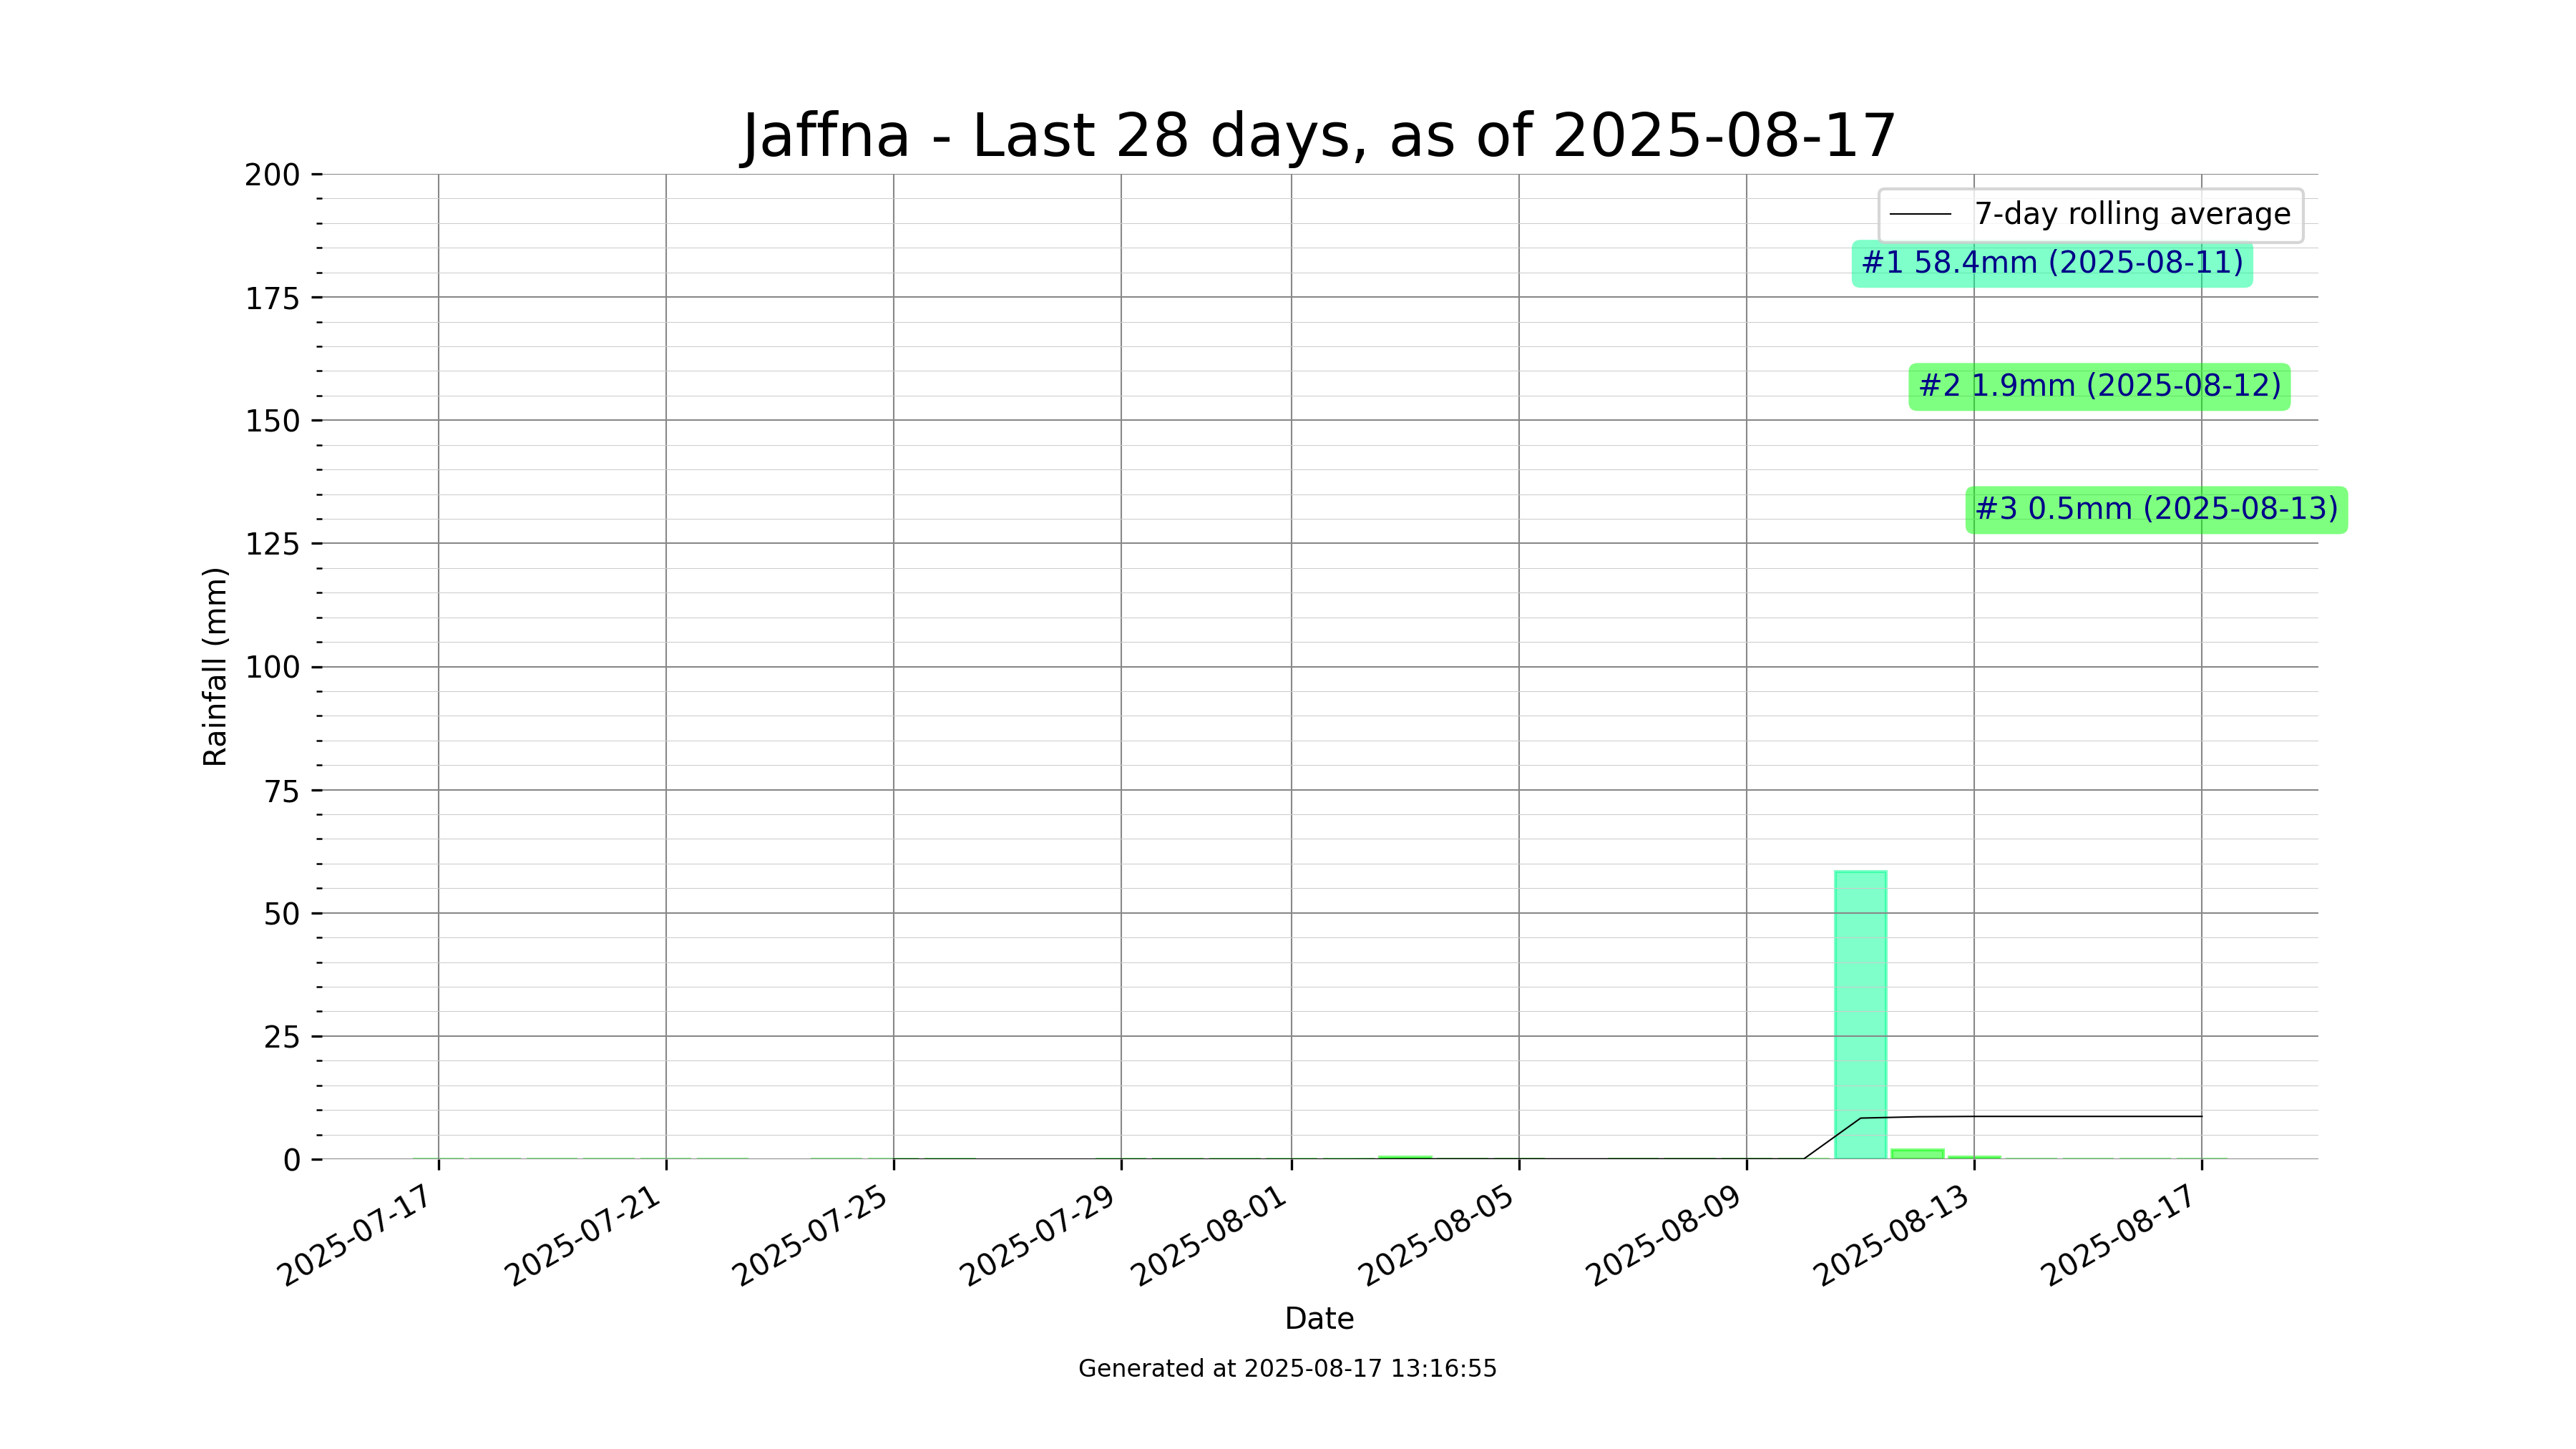 Jaffna - Last 28 days, as of 2025-08-17
200
175
150
125
100
75
50
25
0
Rainfall (mm)
7-day rolling average
#1 58.4mm (2025-08-11)
#2 1.9mm (2025-08-12)
#3 0.5mm (2025-08-13)
2025-07-17
2025-07-21
2025-07-25
2025-07-29
2025-08-01
2025-08-05
2025-08-09
2025-08-13
2025-08-17
Date
Generated at 2025-08-17 13:16:55